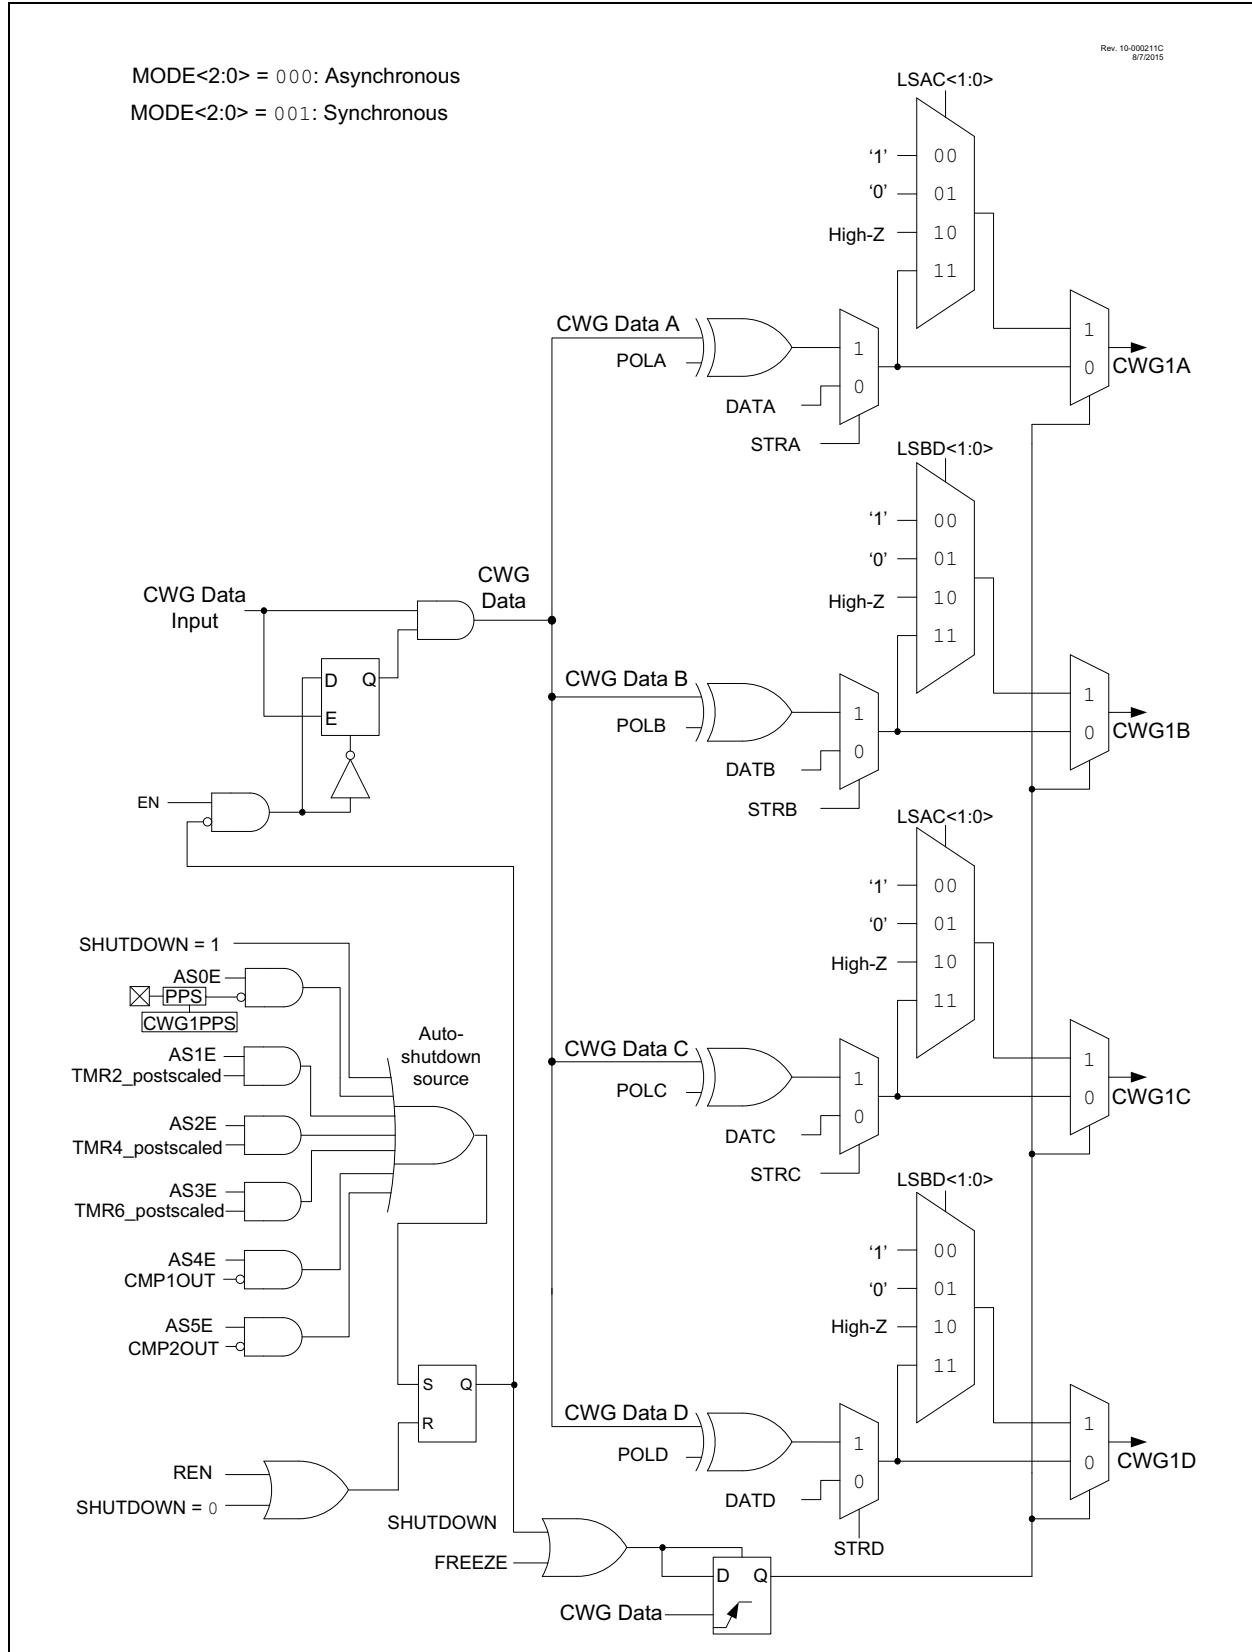 Rev. 10-000211C
8/7/2015
MODE<2:0> = 000: Asynchronous
MODE<2:0> = 001: Synchronous
LSAC<1:0>
‘1’
00
‘0’
01
High-Z
10
11
CWG Data A
POLA
1
0
DATA
STRA
1
0
CWG1A
LSBD<1:0>
‘1’
00
‘0’
01
High-Z
10
11
CWG Data
Input
CWG
Data
D
Q
E
EN
CWG Data B
POLB
1
0
DATB
STRB
1
0
CWG1B
LSAC<1:0>
‘1’
00
‘0’
01
High-Z
10
11
CWG Data C
POLC
1
0
DATC
STRC
1
0
CWG1C
SHUTDOWN = 1
AS0E
PPS
CWG1PPS
AS1E
TMR2_postscaled
AS2E
TMR4_postscaled
AS3E
TMR6_postscaled
AS4E
CMP1OUT
AS5E
CMP2OUT
Auto-
shutdown
source
S
Q
R
REN
SHUTDOWN = 0
LSBD<1:0>
‘1’
00
‘0’
01
High-Z
10
11
CWG Data D
POLD
1
0
DATD
STRD
1
0
CWG1D
SHUTDOWN
FREEZE
D
Q
CWG Data